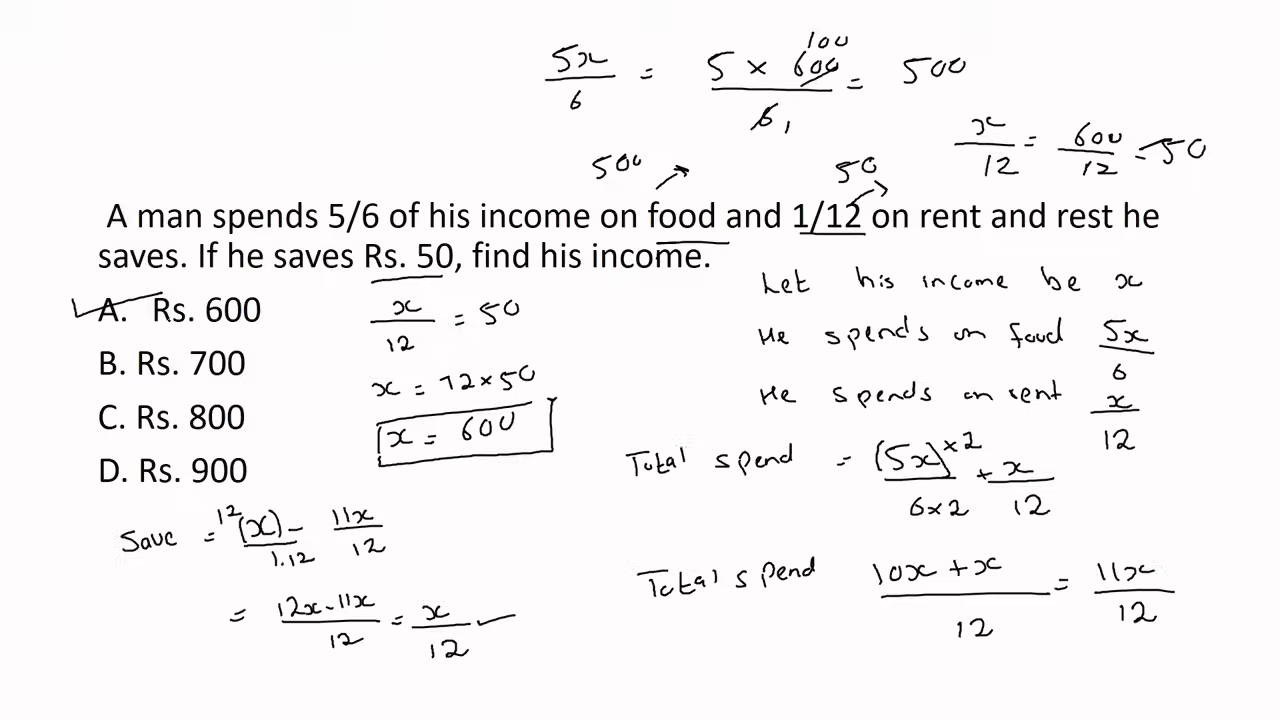 5x/6 = 5 × 600/6 = 500
100
1
x/12 = 600/12 = 50
500
50
A man spends 5/6 of his income on food and 1/12 on rent and rest he
saves. If he saves Rs. 50, find his income.
A. Rs. 600
B. Rs. 700
C. Rs. 800
D. Rs. 900
x/12 = 50
x = 12 × 50
x = 600
Let his income be x
He spends on food 5x/6
He spends on rent x/12
Total spend = (5x)×2/6×2 + x/12
Total spend 10x + x/12 = 11x/12
Save = 12(x)/1.12 - 11x/12
= 12x - 11x/12 = x/12